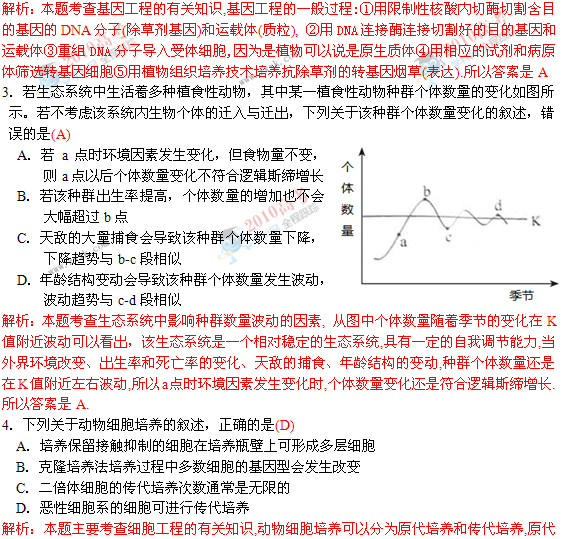 解析：本题考查基因工程的有关知识,基因工程的一般过程:①用限制性核酸内切酶切割含目
的基因的 DNA 分子(除草剂基因)和运载体(质粒), ②用 DNA 连接酶连接切割好的目的基因和
运载体③重组 DNA 分子导入受体细胞,因为是植物可以说是原生质体④用相应的试剂和病原
体筛选转基因细胞⑤用植物组织培养技术培养抗除草剂的转基因烟草(表达).所以答案是 A
3．若生态系统中生活着多种植食性动物，其中某一植食性动物种群个体数量的变化如图所
示。若不考虑该系统内生物个体的迁入与迁出，下列关于该种群个体数量变化的叙述，错
误的是(A)
A．若 a 点时环境因素发生变化，但食物量不变，
则 a 点以后个体数量变化不符合逻辑斯缔增长
B．若该种群出生率提高，个体数量的增加也不会
大幅超过 b 点
C．天敌的大量捕食会导致该种群个体数量下降，
下降趋势与 b-c 段相似
D．年龄结构变动会导致该种群个体数量发生波动，
波动趋势与 c-d 段相似
个
体
数
量
a
b
c
d
K
季节
解析：本题考查生态系统中影响种群数量波动的因素, 从图中个体数量随着季节的变化在 K
值附近波动可以看出，该生态系统是一个相对稳定的生态系统,具有一定的自我调节能力,当
外界环境改变、出生率和死亡率的变化、天敌的捕食、年龄结构的变动,种群个体数量还是
在 K 值附近左右波动,所以 a 点时环境因素发生变化时,个体数量变化还是符合逻辑斯缔增长.
所以答案是 A.
4．下列关于动物细胞培养的叙述，正确的是(D)
A．培养保留接触抑制的细胞在培养瓶壁上可形成多层细胞
B．克隆培养法培养过程中多数细胞的基因型会发生改变
C．二倍体细胞的传代培养次数通常是无限的
D．恶性细胞系的细胞可进行传代培养
解析：本题主要考查细胞工程的有关知识,动物细胞培养可以分为原代培养和传代培养,原代